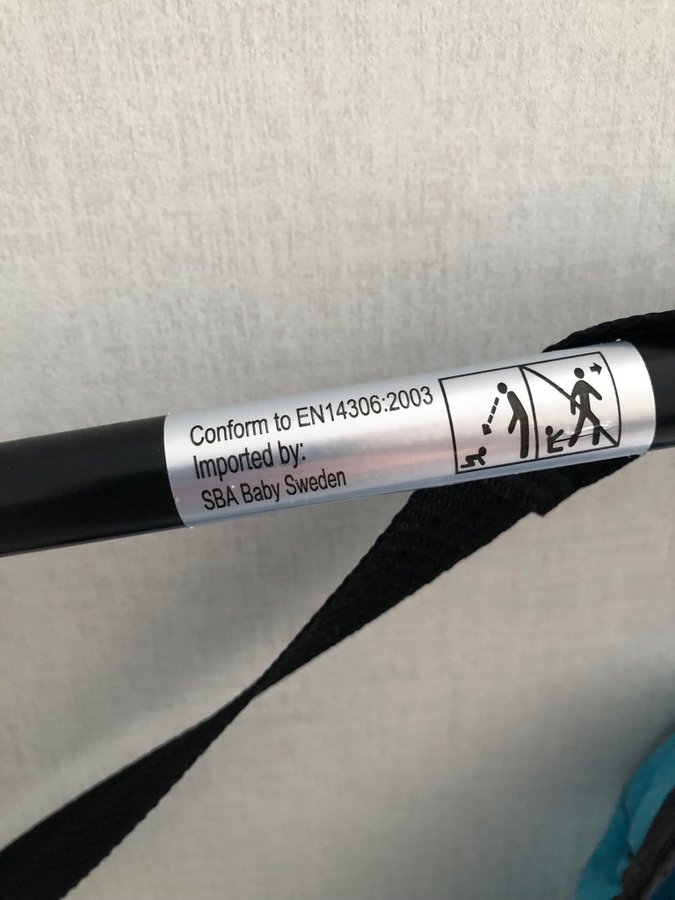 Conform to EN14306:2003
Imported by:
SBA Baby Sweden